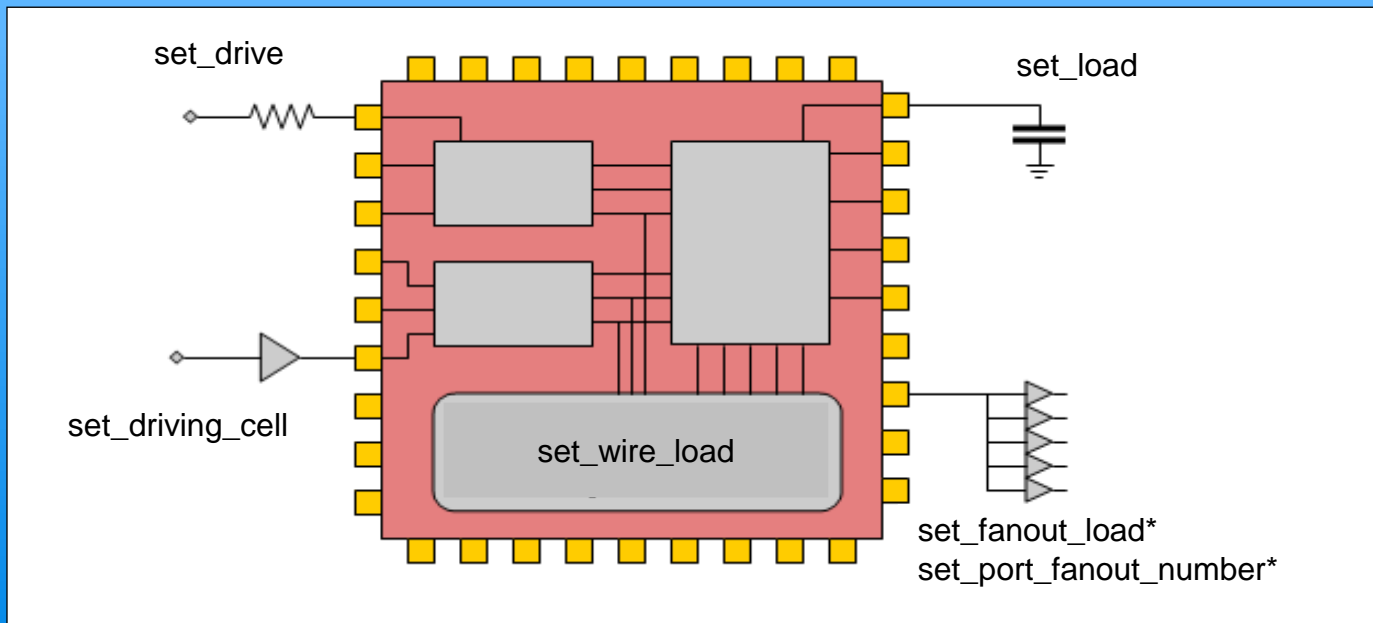 set_drive
set_load
set_driving_cell
set_wire_load
set_fanout_load*
set_port_fanout_number*